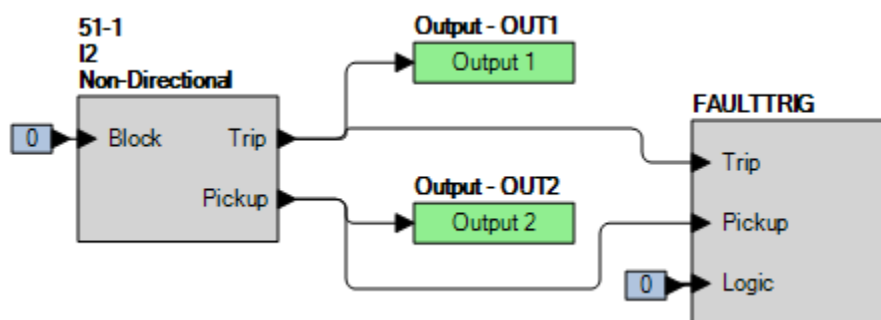 51-1
I2
Non-Directional
0
Block
Trip
Pickup
Output - OUT1
Output 1
Output - OUT2
Output 2
FAULTTRIG
Trip
Pickup
0
Logic